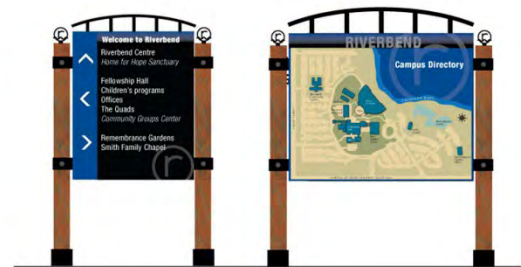 Welcome to Riverbend
Riverbend Centre
Home for Hope Sanctuary
Fellowship Hall
Children's programs
Offices
The Quads
Community Groups Center
Remembrance Gardens
Smith Family Chapel
r
RIVERBEND
Campus Directory